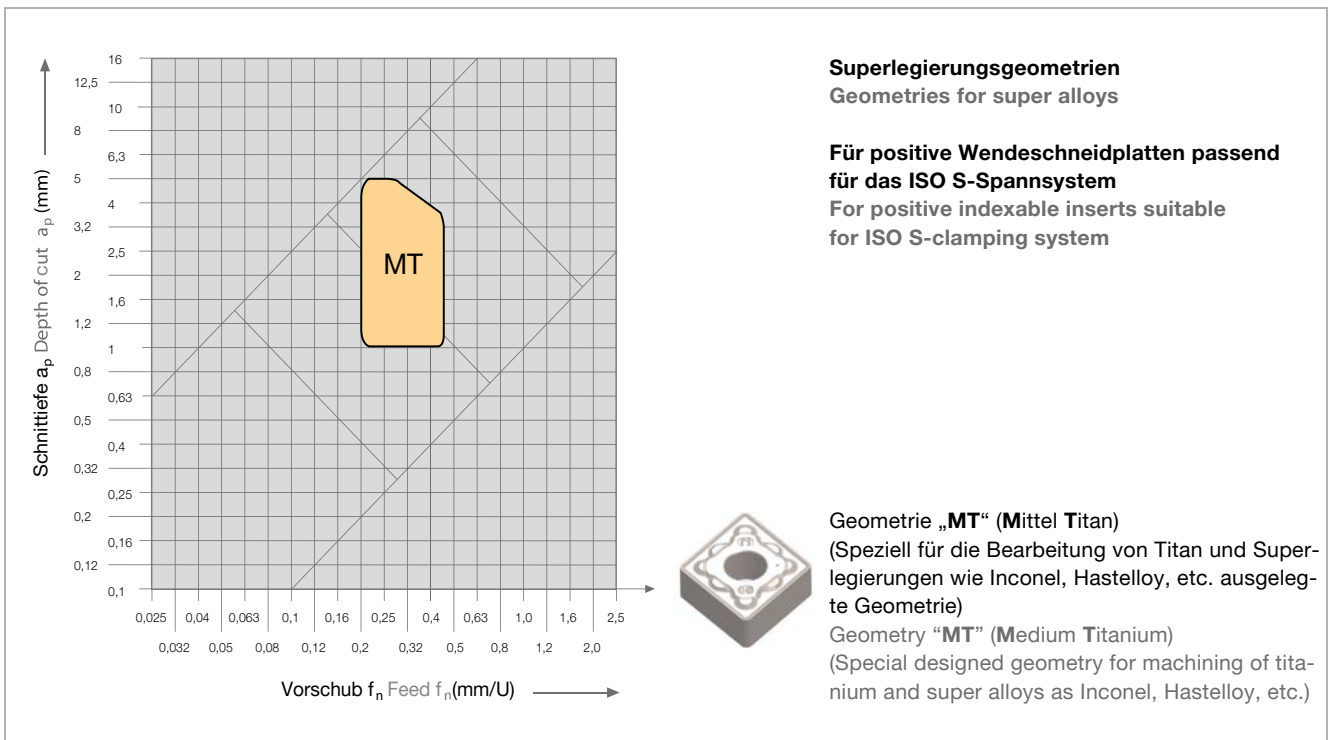 16
12,5
10
8
6,3
5
4
3,2
2,5
2
1,6
1,2
1
0,8
0,63
0,5
0,4
0,32
0,25
0,2
0,16
0,12
0,1
Schnittiefe ap Depth of cut ap (mm)
MT
0,025 0,04 0,063 0,1 0,16 0,25 0,4 0,63 1,0 1,6 2,5
0,032 0,05 0,08 0,12 0,2 0,32 0,5 0,8 1,2 2,0
Vorschub fn Feed fn(mm/U)
Superlegierungsgeometrien
Geometries for super alloys
Für positive Wendeschneidplatten passend
für das ISO S-Spannsystem
For positive indexable inserts suitable
for ISO S-clamping system
Geometrie „MT“ (Mittel Titan)
(Speziell für die Bearbeitung von Titan und Super-
legierungen wie Inconel, Hastelloy, etc. ausgeleg-
te Geometrie)
Geometry “MT” (Medium Titanium)
(Special designed geometry for machining of tita-
nium and super alloys as Inconel, Hastelloy, etc.)